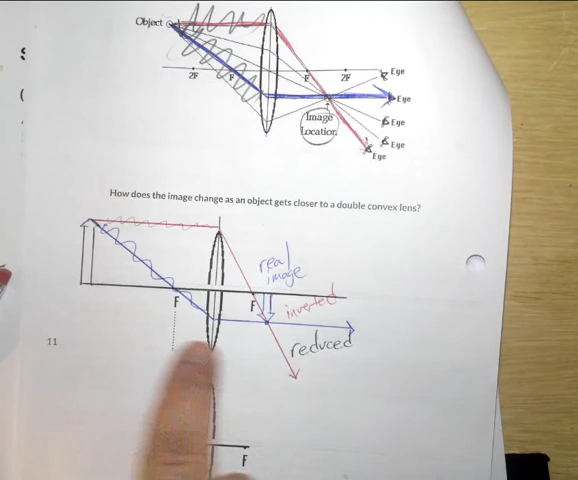 Object
2F
F
F
2F
Eye
Eye
Eye
Eye
Eye
Image
Location
How does the image change as an object gets closer to a double convex lens?
real
image
F
F
inverted
reduced
11
F